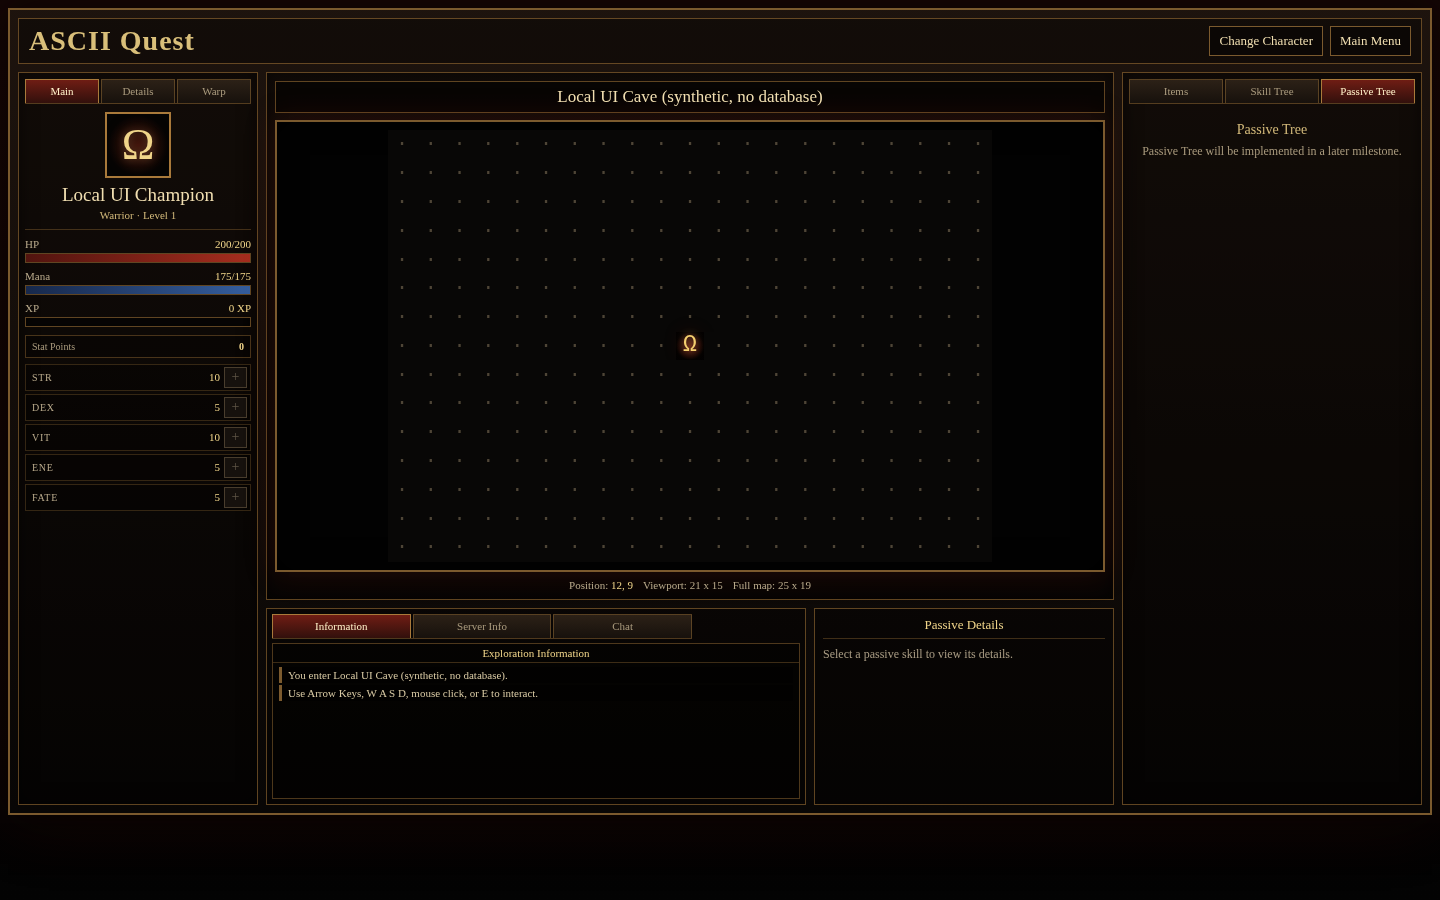 ASCII Quest
Change Character
Main Menu
Main
Details
Warp
Ω
Local UI Champion
Warrior · Level 1
HP 200/200
Mana 175/175
XP 0 XP
Stat Points 0
STR 10 +
DEX 5 +
VIT 10 +
ENE 5 +
FATE 5 +
Local UI Cave (synthetic, no database)
Ω
Position: 12, 9 Viewport: 21 x 15 Full map: 25 x 19
Information
Server Info
Chat
Exploration Information
You enter Local UI Cave (synthetic, no database).
Use Arrow Keys, W A S D, mouse click, or E to interact.
Passive Details
Select a passive skill to view its details.
Items
Skill Tree
Passive Tree
Passive Tree
Passive Tree will be implemented in a later milestone.